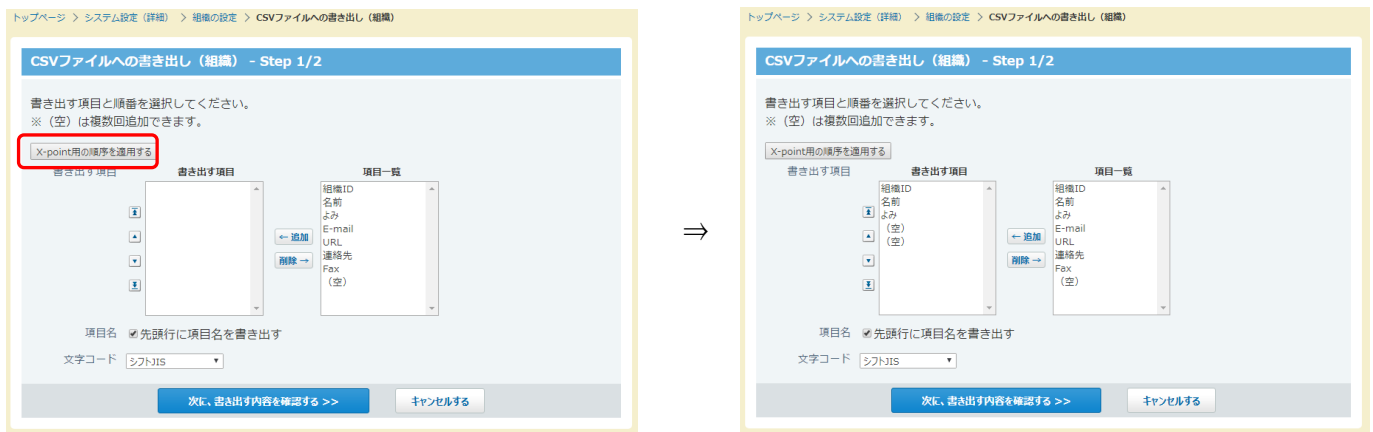 トップページ > システム設定（詳細） > 組織の設定 > CSVファイルへの書き出し（組織）
CSVファイルへの書き出し（組織） - Step 1/2
書き出す項目と順番を選択してください。
※（空）は複数回追加できます。
X-point用の順序を適用する
書き出す項目
書き出す項目
項目一覧
組織ID
名前
よみ
E-mail
URL
連絡先
Fax
（空）
← 追加
削除 →
項目名
先頭行に項目名を書き出す
文字コード
シフトJIS
次に、書き出す内容を確認する >>
キャンセルする
⇒
トップページ > システム設定（詳細） > 組織の設定 > CSVファイルへの書き出し（組織）
CSVファイルへの書き出し（組織） - Step 1/2
書き出す項目と順番を選択してください。
※（空）は複数回追加できます。
X-point用の順序を適用する
書き出す項目
書き出す項目
項目一覧
組織ID
名前
よみ
（空）
（空）
← 追加
削除 →
組織ID
名前
よみ
E-mail
URL
連絡先
Fax
（空）
項目名
先頭行に項目名を書き出す
文字コード
シフトJIS
次に、書き出す内容を確認する >>
キャンセルする